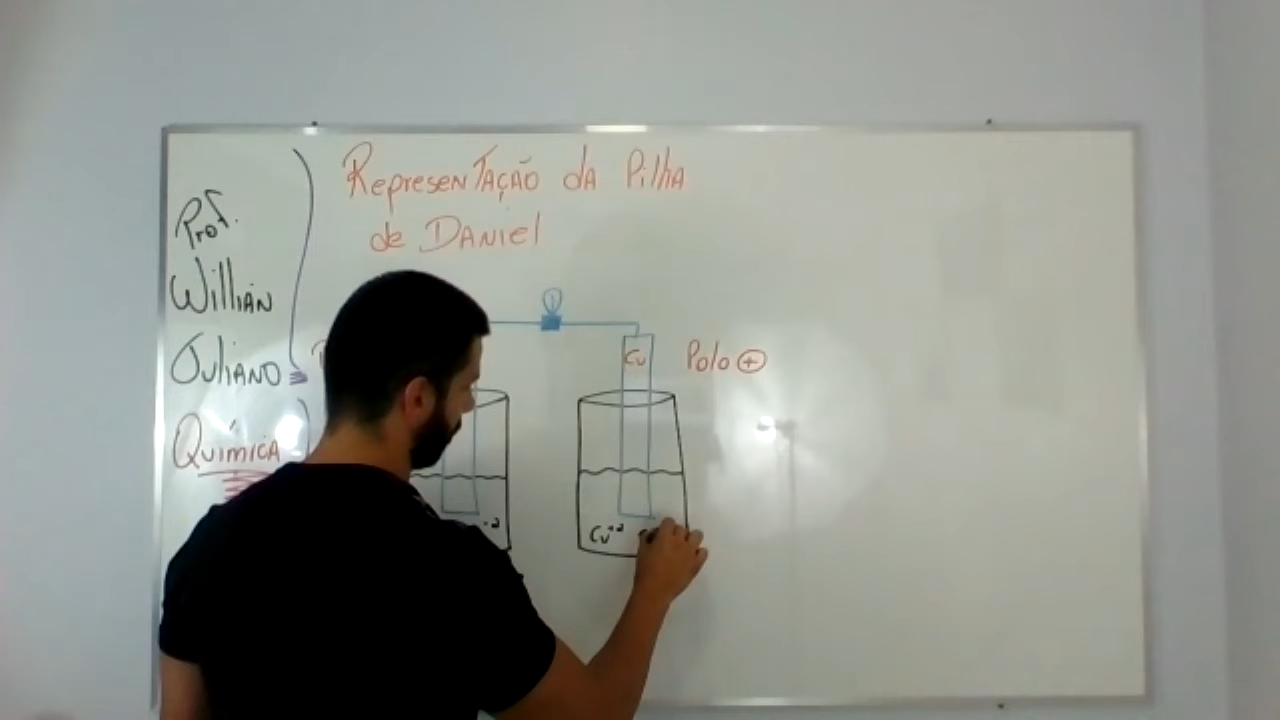 Prof.
Willian
Juliano
Química
Representação da Pilha
de Daniel
Cu
Polo +
Cu+2